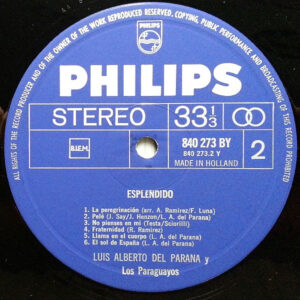 ALL RIGHTS OF THE RECORD PRODUCER AND OF THE OWNER OF THE WORK RESERVED. COPYING, PUBLIC PERFORMANCE AND BROADCASTING OF THIS RECORD PROHIBITED
PHILIPS
PHILIPS
STEREO
33 1/3
B.I.E.M.
840 273 BY
840 273.2 Y
MADE IN HOLLAND
2
ESPLENDIDO
1. La peregrinación (arr. A. Ramirez/F. Luna)
2. Pelé (J. Say/J. Henzon/L. A. del Parana)
3. No pienses en mi (Testa/Sciorilli)
4. Fraternidad (R. Ramirez)
5. Llama en el cuerpo (L. A. del Parana)
6. El sol de España (L. A. del Parana)
LUIS ALBERTO DEL PARANA y
Los Paraguayos